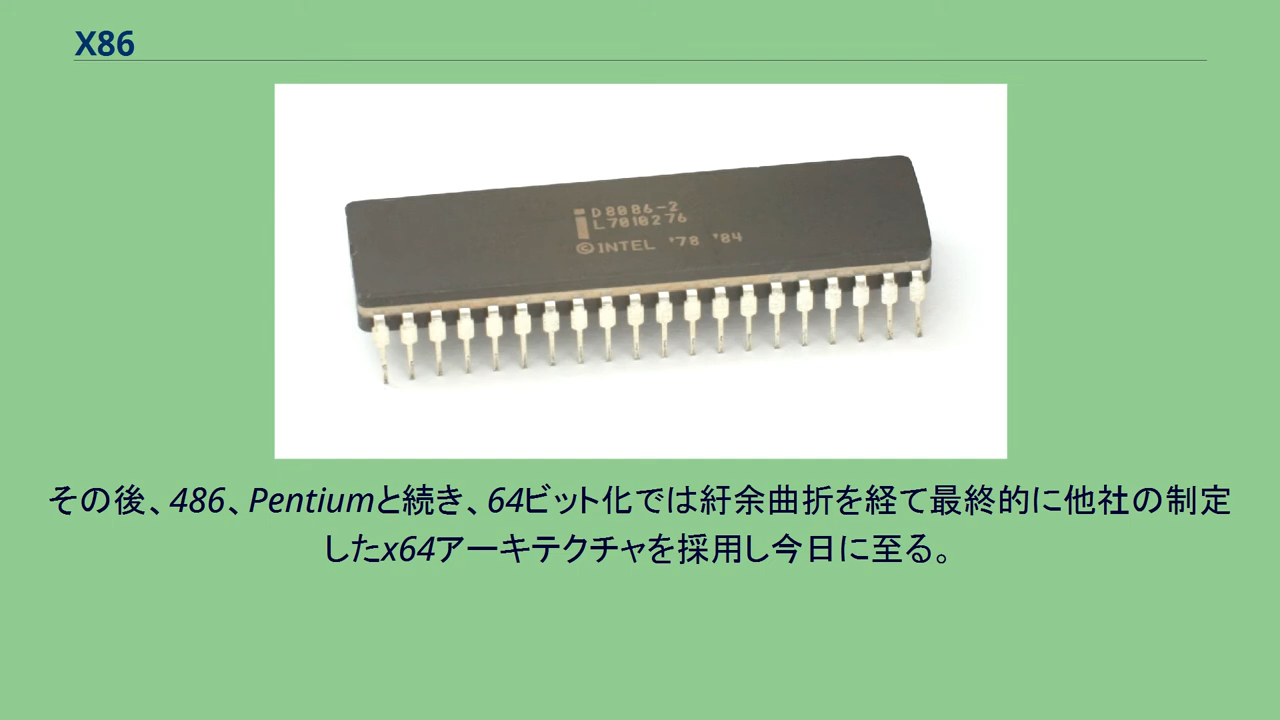 X86
D8086-2
L7010276
©INTEL '78 '84
その後、486、Pentiumと続き、64ビット化では紆余曲折を経て最終的に他社の制定
したx64アーキテクチャを採用し今日に至る。